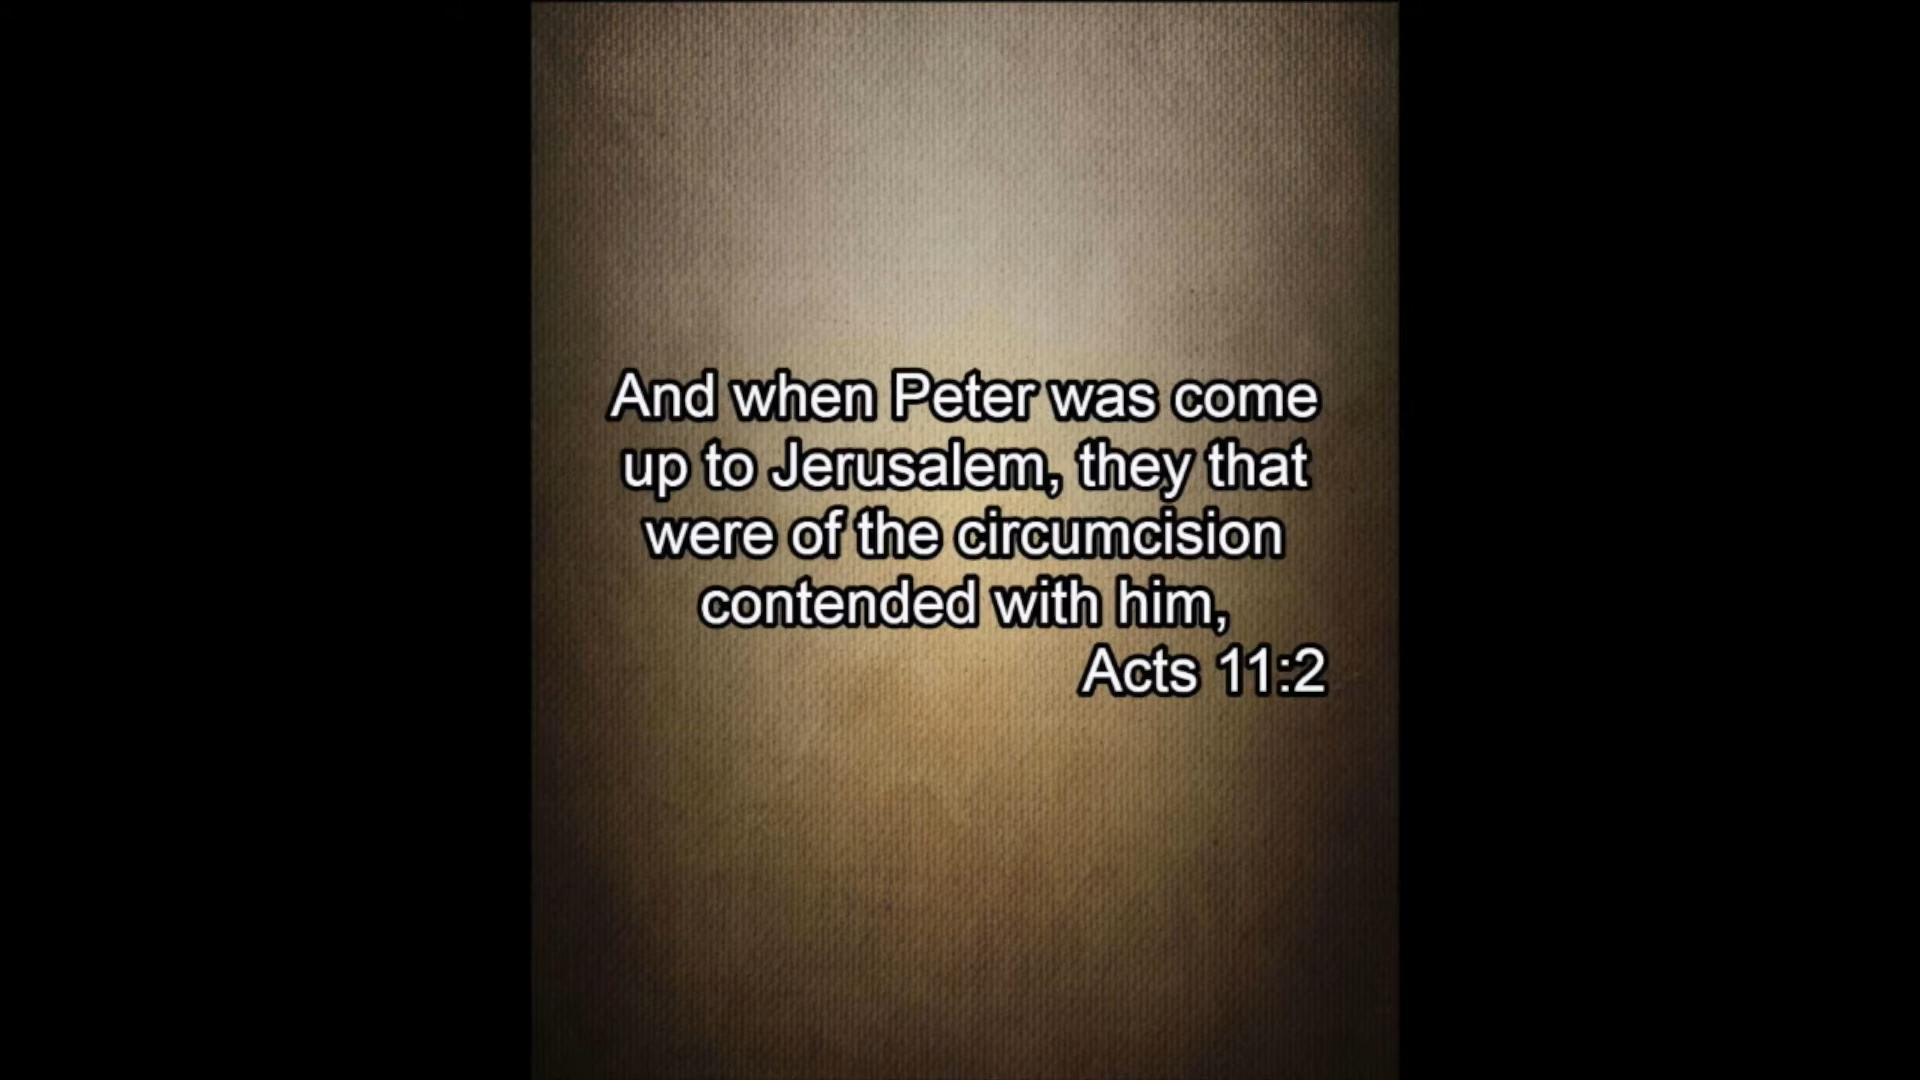 And when Peter was come
up to Jerusalem, they that
were of the circumcision
contended with him,
Acts 11:2